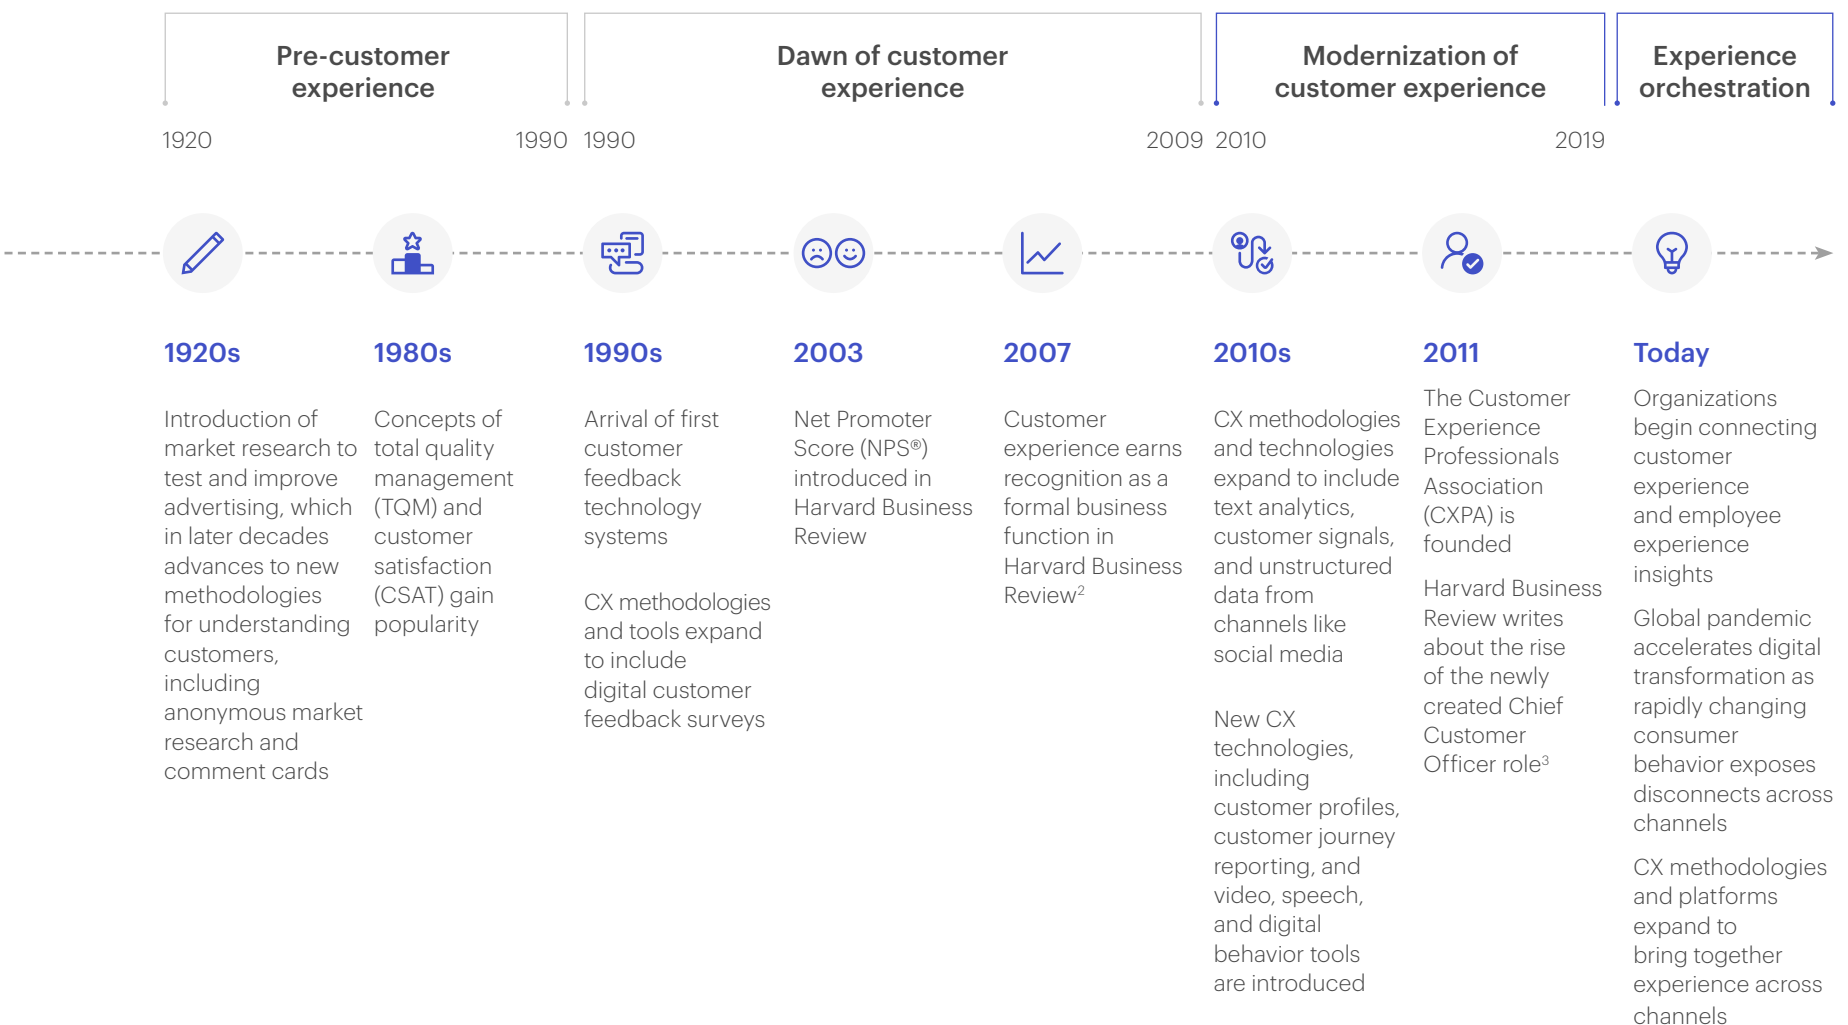 Pre-customer
experience
Dawn of customer
experience
Modernization of
customer experience
Experience
orchestration
1920
1990
1990
2009
2010
2019
1920s
Introduction of
market research to
test and improve
advertising, which
in later decades
advances to new
methodologies
for understanding
customers,
including
anonymous market
research and
comment cards
1980s
Concepts of
total quality
management
(TQM) and
customer
satisfaction
(CSAT) gain
popularity
1990s
Arrival of first
customer
feedback
technology
systems
CX methodologies
and tools expand
to include
digital customer
feedback surveys
2003
Net Promoter
Score (NPS®)
introduced in
Harvard Business
Review
2007
Customer
experience earns
recognition as a
formal business
function in
Harvard Business
Review²
2010s
CX methodologies
and technologies
expand to include
text analytics,
customer signals,
and unstructured
data from
channels like
social media
New CX
technologies,
including
customer profiles,
customer journey
reporting, and
video, speech,
and digital
behavior tools
are introduced
2011
The Customer
Experience
Professionals
Association
(CXPA) is
founded
Harvard Business
Review writes
about the rise
of the newly
created Chief
Customer
Officer role³
Today
Organizations
begin connecting
customer
experience
and employee
experience
insights
Global pandemic
accelerates digital
transformation as
rapidly changing
consumer
behavior exposes
disconnects across
channels
CX methodologies
and platforms
expand to
bring together
experience across
channels